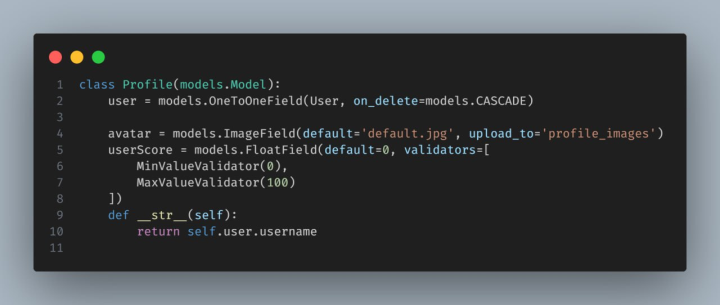 1 class Profile(models.Model):
2     user = models.OneToOneField(User, on_delete=models.CASCADE)
3
4     avatar = models.ImageField(default='default.jpg', upload_to='profile_images')
5     userScore = models.FloatField(default=0, validators=[
6         MinValueValidator(0),
7         MaxValueValidator(100)
8     ])
9     def __str__(self):
10         return self.user.username
11